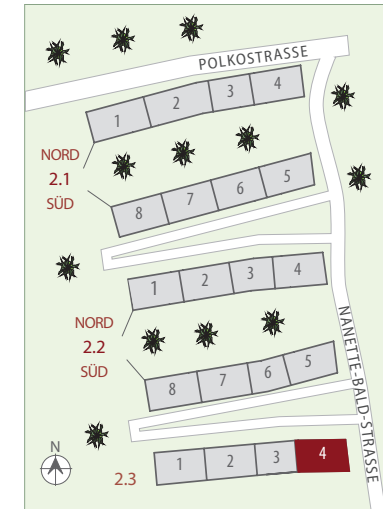 POLKOSTRASSE
1 2 3 4
NORD
2.1
SÜD
8 7 6 5
1 2 3 4
NORD
2.2
SÜD
8 7 6 5
NANETTE-BALD-STRASSE
N
2.3
1 2 3 4